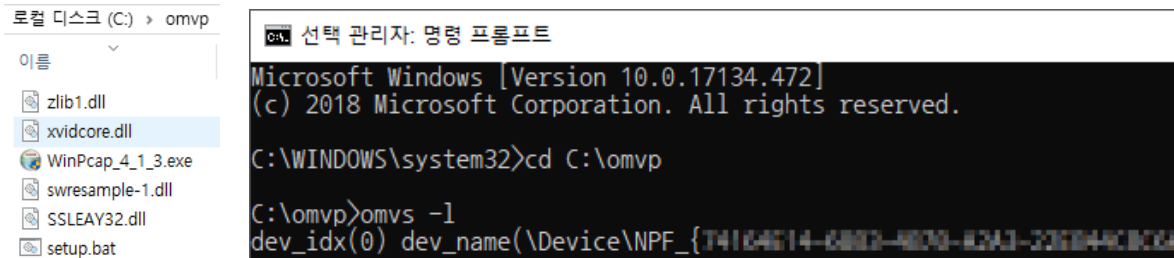 로컬 디스크 (C:) › omvp
이름
zlib1.dll
xvidcore.dll
WinPcap_4_1_3.exe
swresample-1.dll
SSLEAY32.dll
setup.bat
선택 관리자: 명령 프롬프트
Microsoft Windows [Version 10.0.17134.472]
(c) 2018 Microsoft Corporation. All rights reserved.
C:\WINDOWS\system32>cd C:\omvp
C:\omvp>omvs -l
dev_idx(0) dev_name(\Device\NPF_{